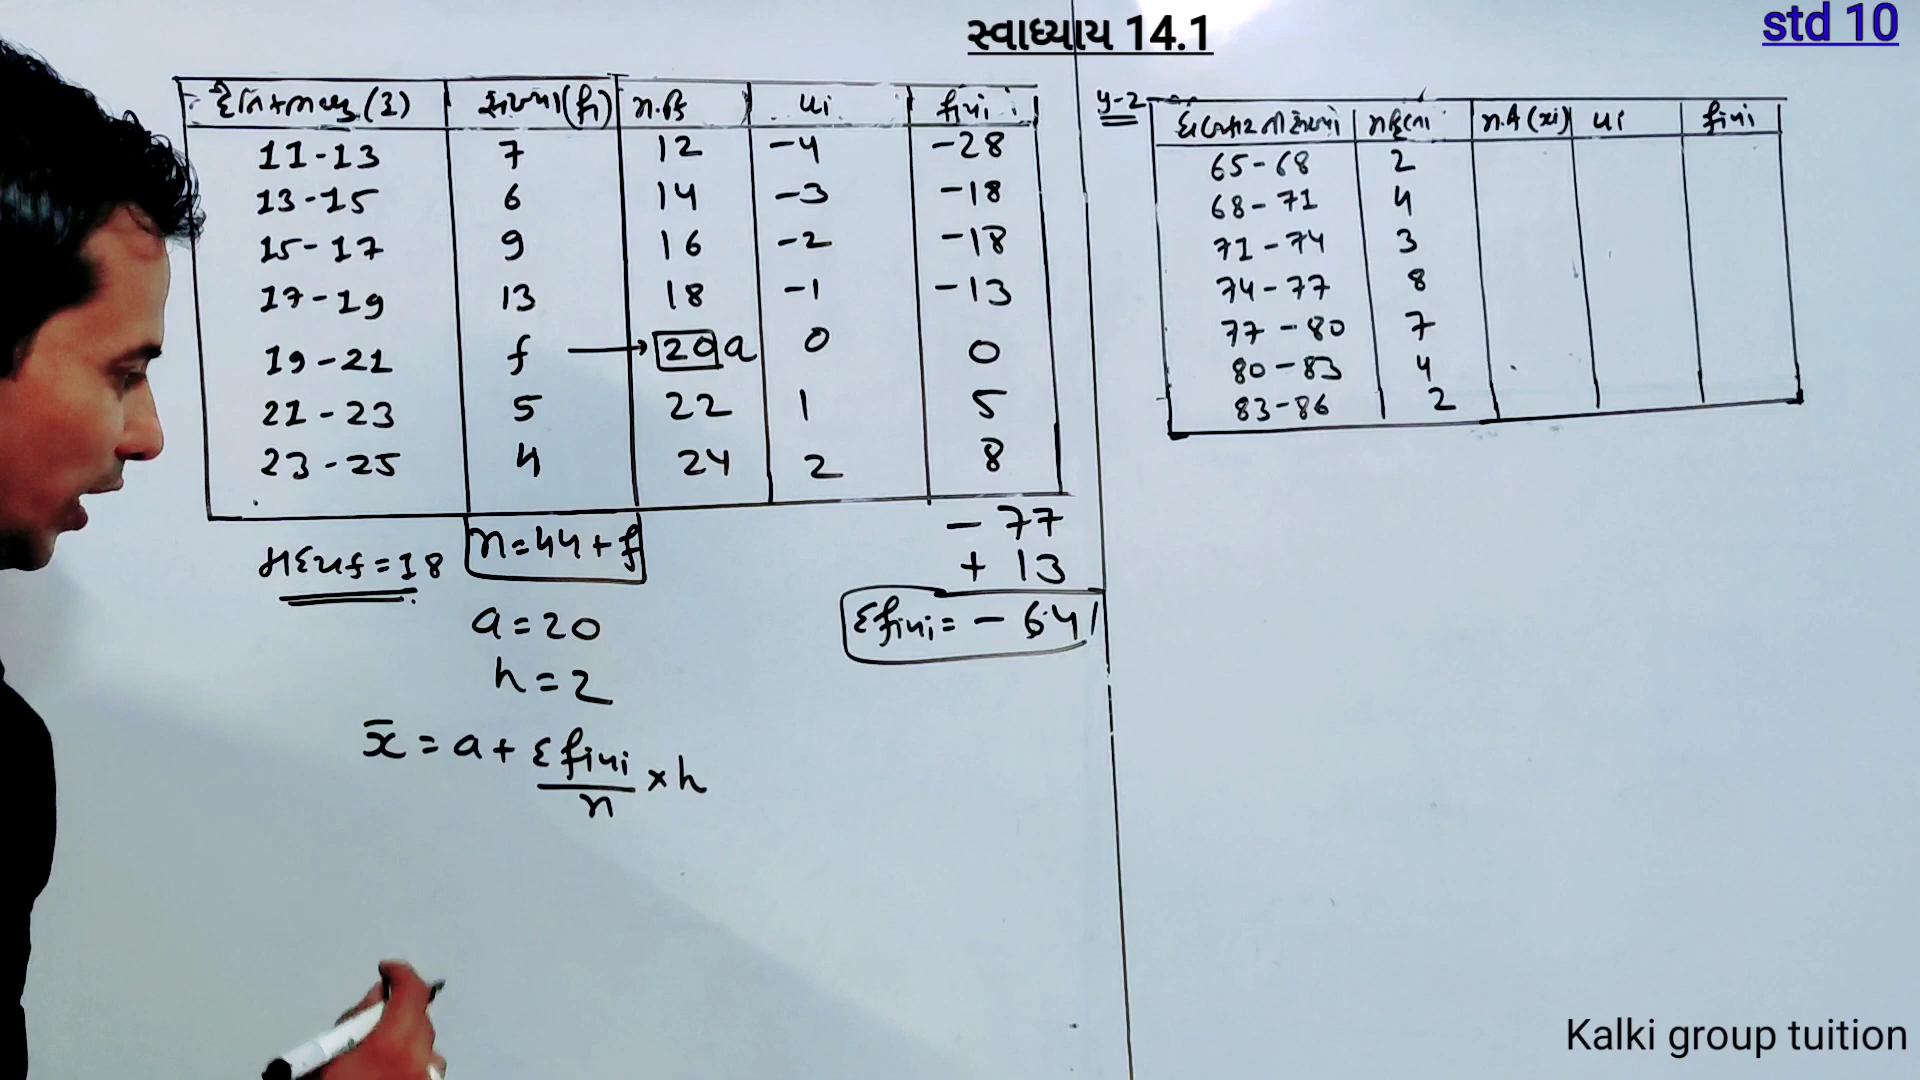 સ્વાધ્યાય 14.1
std 10
(fi) મ.કિં ui fiui
11-13 7 12 -4 -28
13-15 6 14 -3 -18
15-17 9 16 -2 -18
17-19 13 18 -1 -13
19-21 f → 20 a 0 0
21-23 5 22 1 5
23-25 4 24 2 8
- 77
+ 13
મધ્યક = 18 n = 44 + f
Σfiui = - 64
a = 20
h = 2
x̄ = a + Σfiui / n × h
(xi) ui fiui
65-68 2
68-71 4
71-74 3
74-77 8
77-80 7
80-83 4
83-86 2
Kalki group tuition